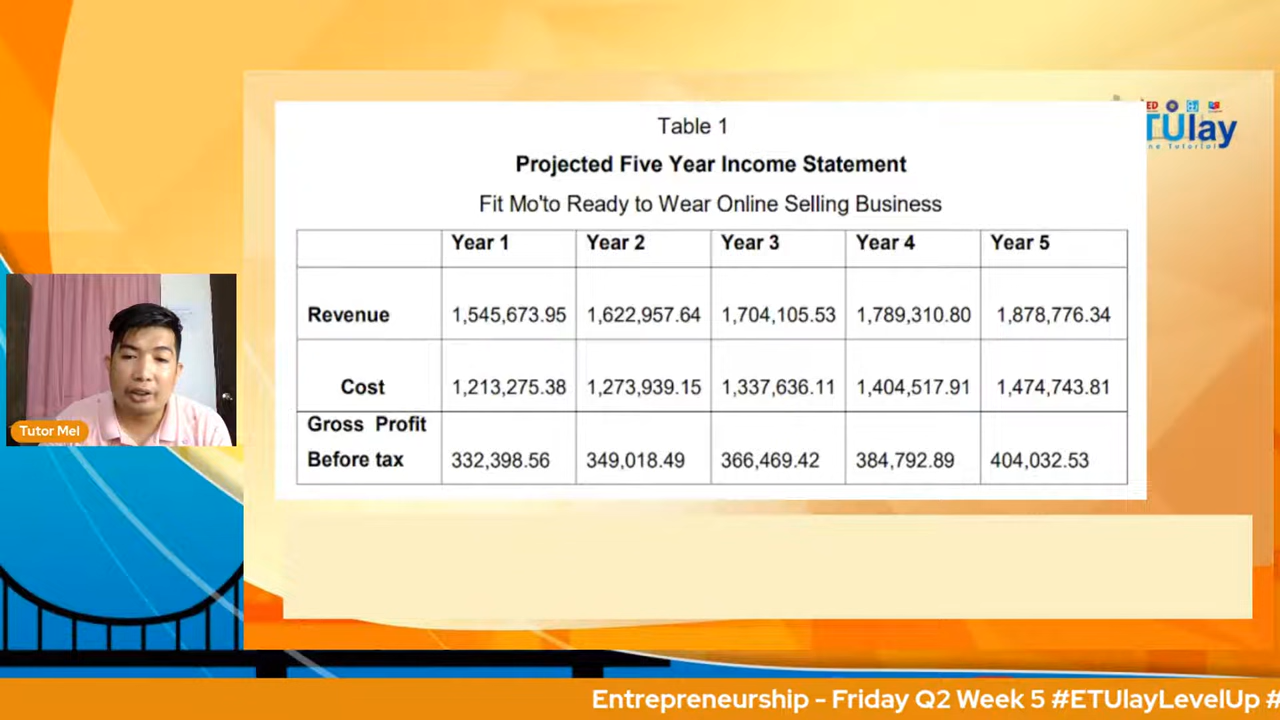 Table 1
Projected Five Year Income Statement
Fit Mo'to Ready to Wear Online Selling Business
Year 1 Year 2 Year 3 Year 4 Year 5
Revenue 1,545,673.95 1,622,957.64 1,704,105.53 1,789,310.80 1,878,776.34
Cost 1,213,275.38 1,273,939.15 1,337,636.11 1,404,517.91 1,474,743.81
Gross Profit
Before tax 332,398.56 349,018.49 366,469.42 384,792.89 404,032.53
TUlay
Tutor Mel
Entrepreneurship - Friday Q2 Week 5 #ETUlayLevelUp #